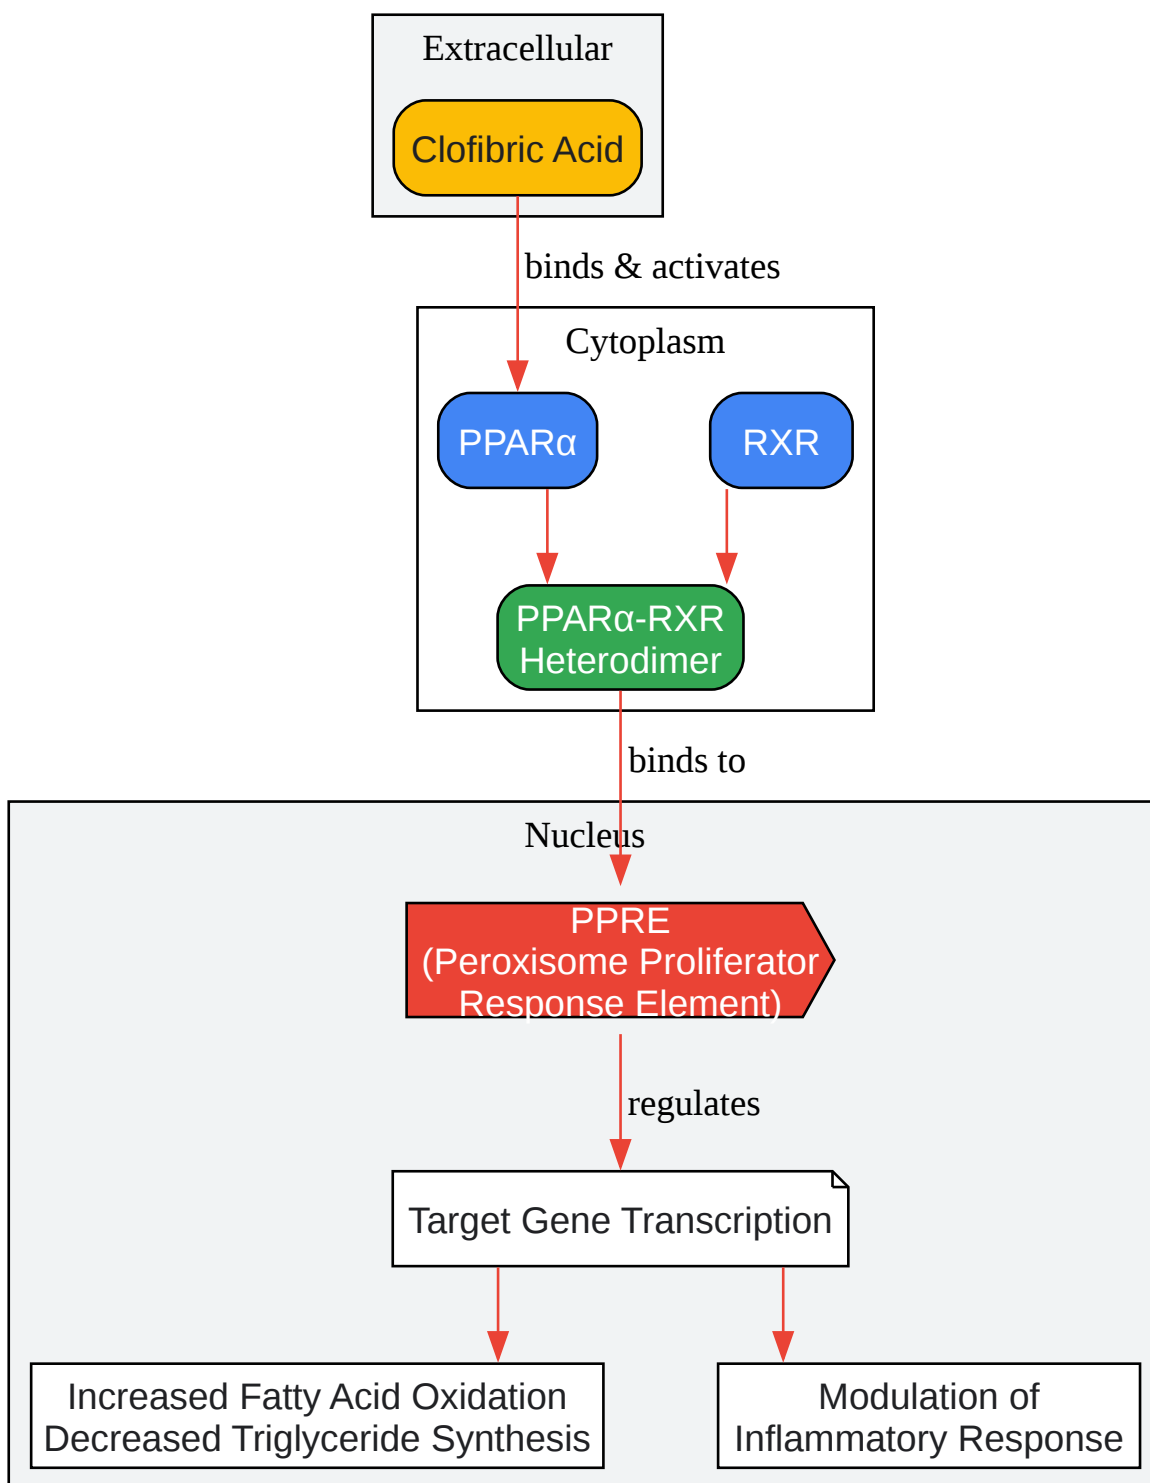 Extracellular
Clofibric Acid
binds & activates
Cytoplasm
PPARα
RXR
PPARα-RXR
Heterodimer
binds to
Nucleus
PPRE
(Peroxisome Proliferator
Response Element)
regulates
Target Gene Transcription
Increased Fatty Acid Oxidation
Decreased Triglyceride Synthesis
Modulation of
Inflammatory Response